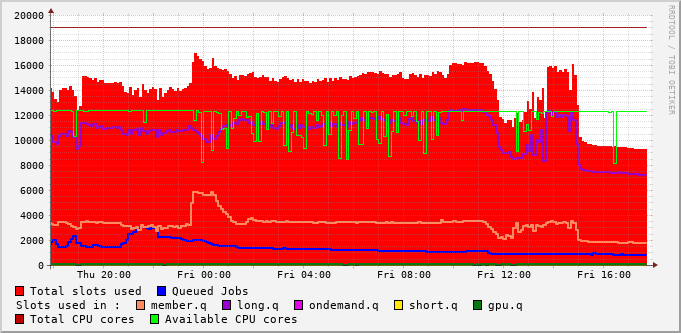 20000
18000
16000
14000
12000
10000
8000
6000
4000
2000
0
Thu 20:00 Fri 00:00 Fri 04:00 Fri 08:00 Fri 12:00 Fri 16:00
RRDTOOL / TOBI OETIKER
Total slots used Queued Jobs
Slots used in : member.q long.q ondemand.q short.q gpu.q
Total CPU cores Available CPU cores